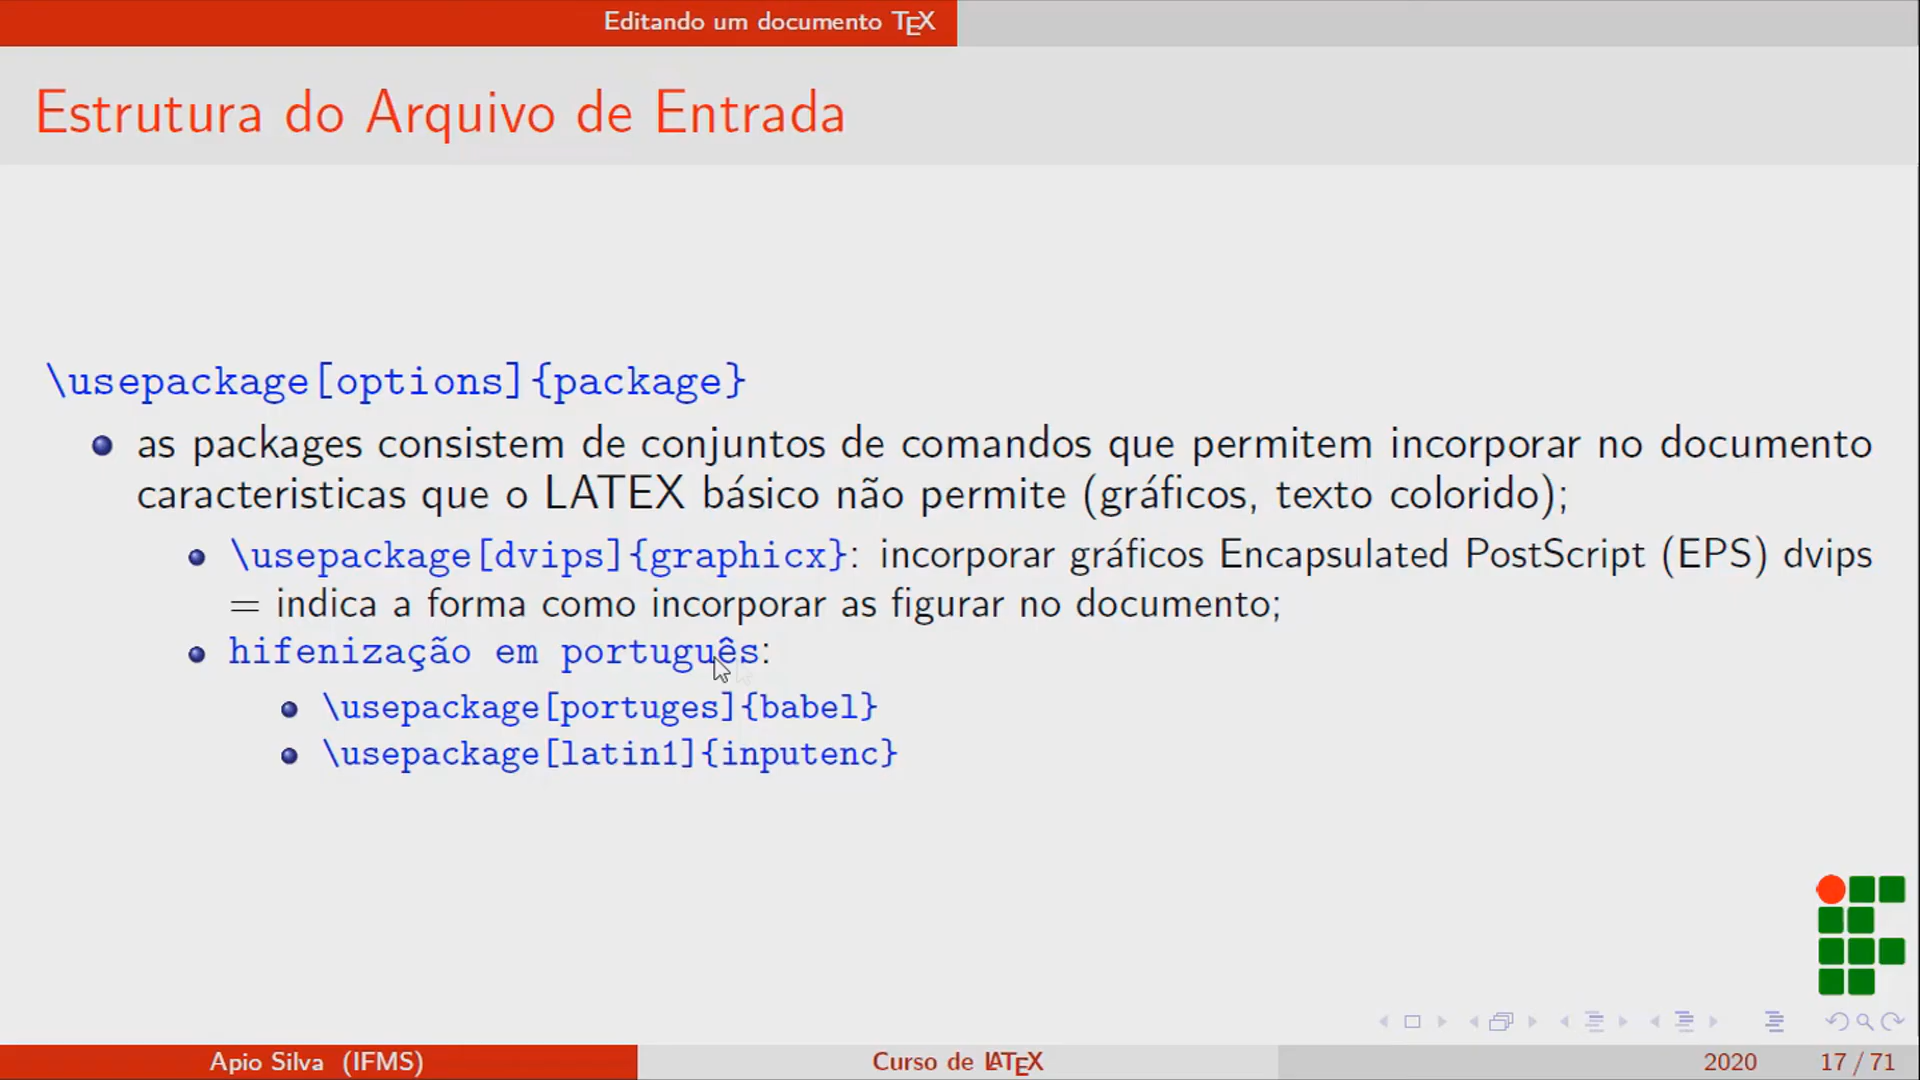 Editando um documento TEX
Estrutura do Arquivo de Entrada
\usepackage[options]{package}
as packages consistem de conjuntos de comandos que permitem incorporar no documento
caracteristicas que o LATEX básico não permite (gráficos, texto colorido);
\usepackage[dvips]{graphicx}: incorporar gráficos Encapsulated PostScript (EPS) dvips
= indica a forma como incorporar as figurar no documento;
hifenização em português:
\usepackage[portuges]{babel}
\usepackage[latin1]{inputenc}
Apio Silva (IFMS) Curso de LATEX 2020 17 / 71